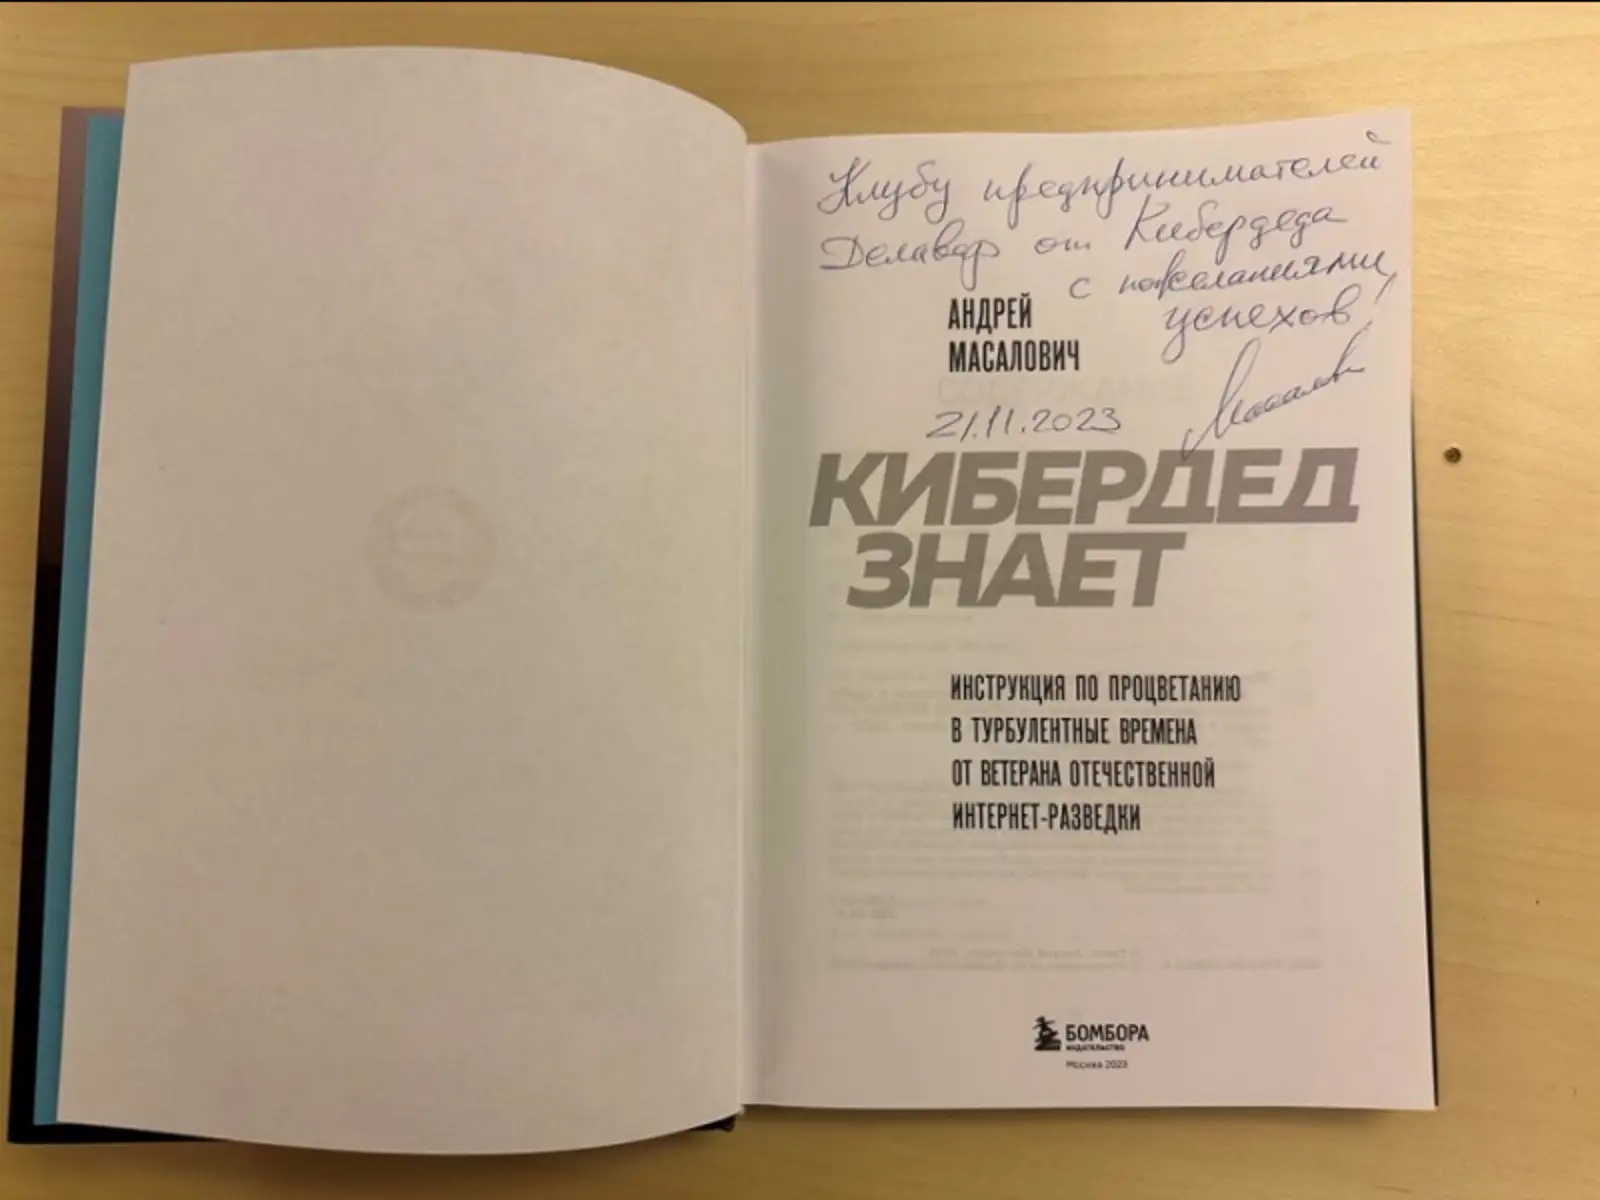 Клубу предпринимателей
Делавар от Кибердеда
с пожеланиями
успехов!
АНДРЕЙ
МАСАЛОВИЧ
21.11.2023
КИБЕРДЕД
ЗНАЕТ
ИНСТРУКЦИЯ ПО ПРОЦВЕТАНИЮ
В ТУРБУЛЕНТНЫЕ ВРЕМЕНА
ОТ ВЕТЕРАНА ОТЕЧЕСТВЕННОЙ
ИНТЕРНЕТ-РАЗВЕДКИ
БОМБОРА
ИЗДАТЕЛЬСТВО
Москва 2023